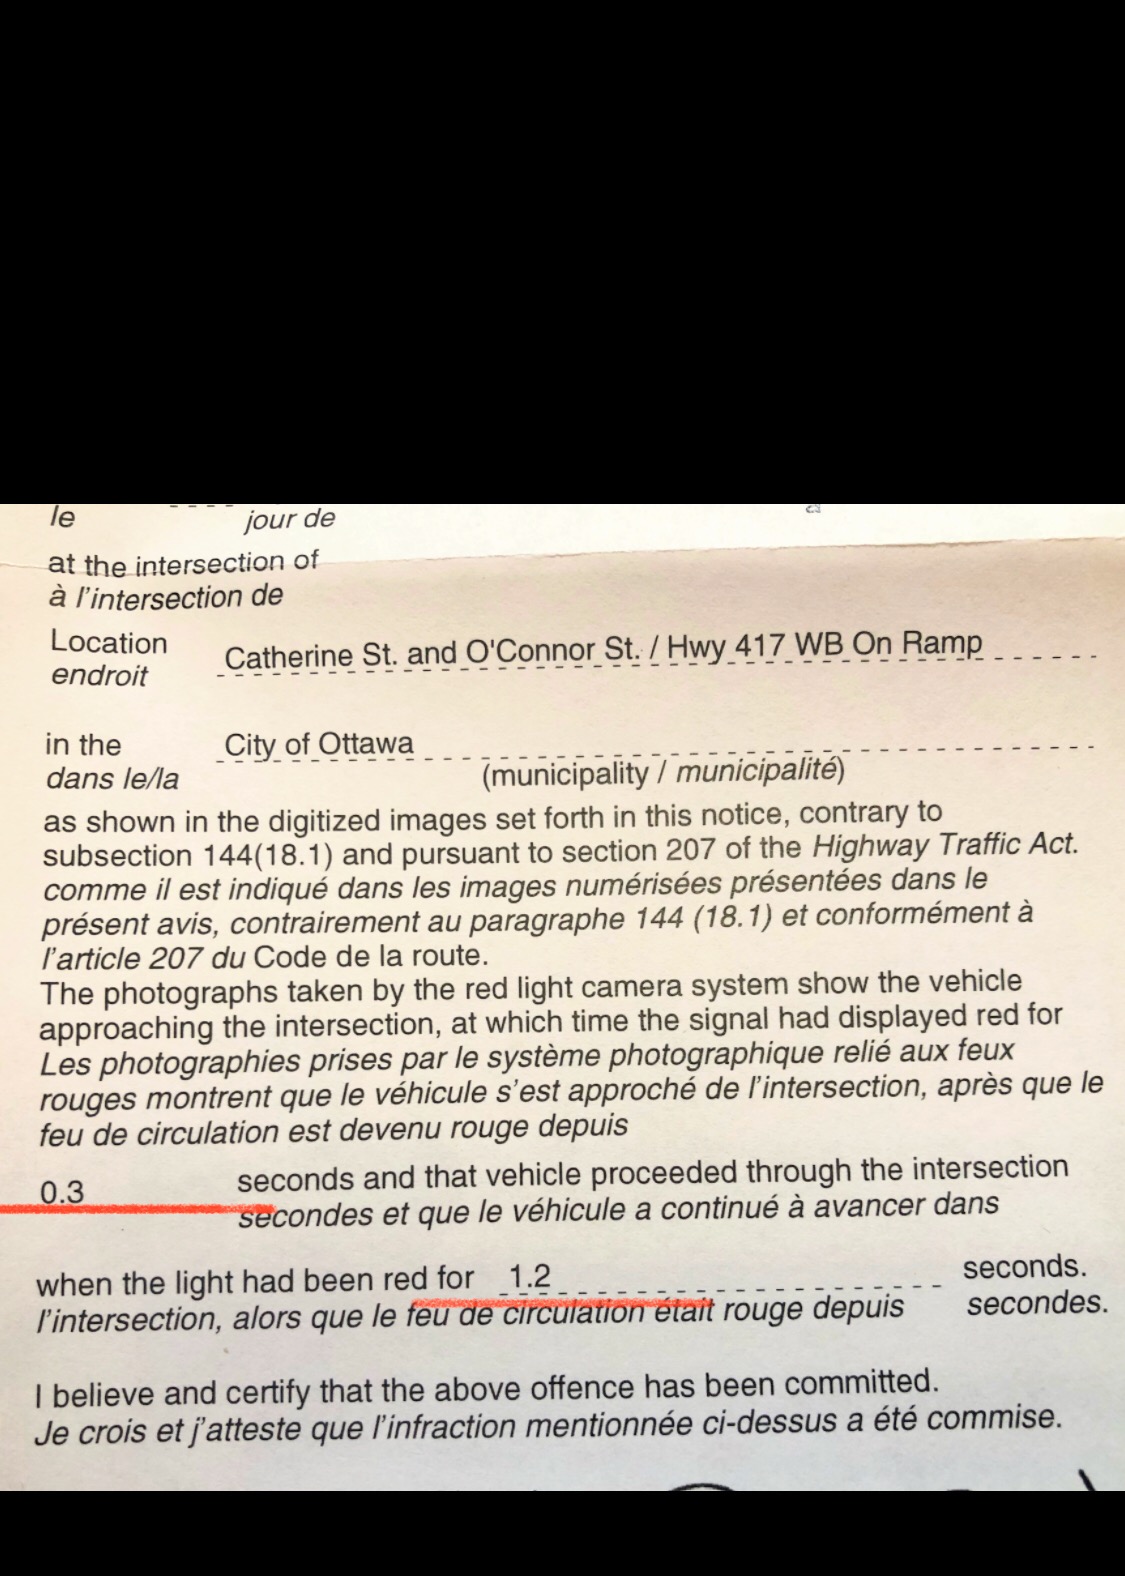 le jour de
at the intersection of
à l'intersection de
Location
endroit
Catherine St. and O'Connor St. / Hwy 417 WB On Ramp
in the
dans le/la
City of Ottawa
(municipality / municipalité)
as shown in the digitized images set forth in this notice, contrary to
subsection 144(18.1) and pursuant to section 207 of the Highway Traffic Act.
comme il est indiqué dans les images numérisées présentées dans le
présent avis, contrairement au paragraphe 144 (18.1) et conformément à
l'article 207 du Code de la route.
The photographs taken by the red light camera system show the vehicle
approaching the intersection, at which time the signal had displayed red for
Les photographies prises par le système photographique relié aux feux
rouges montrent que le véhicule s'est approché de l'intersection, après que le
feu de circulation est devenu rouge depuis
0.3 seconds and that vehicle proceeded through the intersection
secondes et que le véhicule a continué à avancer dans
when the light had been red for 1.2 seconds.
l'intersection, alors que le feu de circulation était rouge depuis secondes.
I believe and certify that the above offence has been committed.
Je crois et j'atteste que l'infraction mentionnée ci-dessus a été commise.